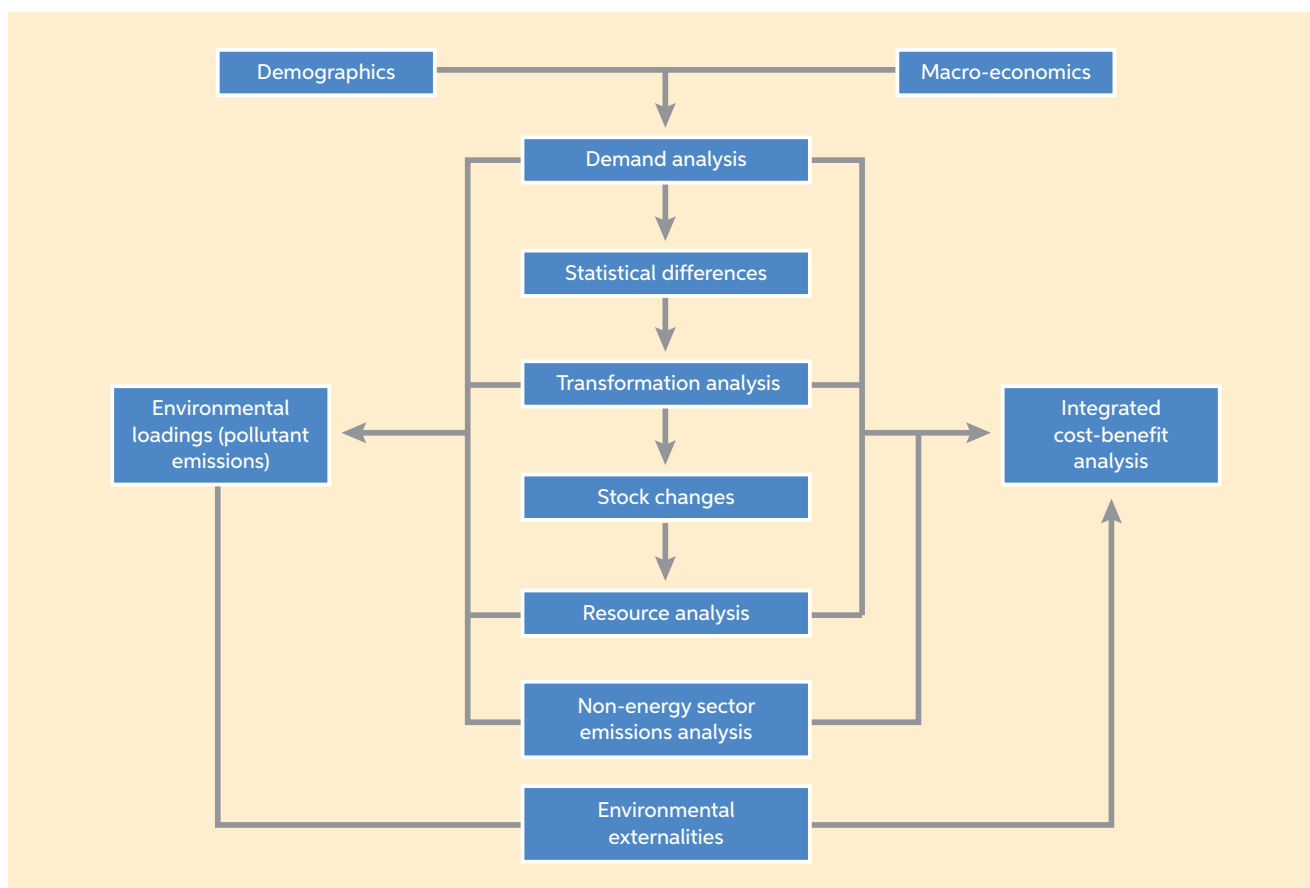 Demographics
Macro-economics
Demand analysis
Statistical differences
Transformation analysis
Environmental
loadings (pollutant
emissions)
Integrated
cost-benefit
analysis
Stock changes
Resource analysis
Non-energy sector
emissions analysis
Environmental
externalities